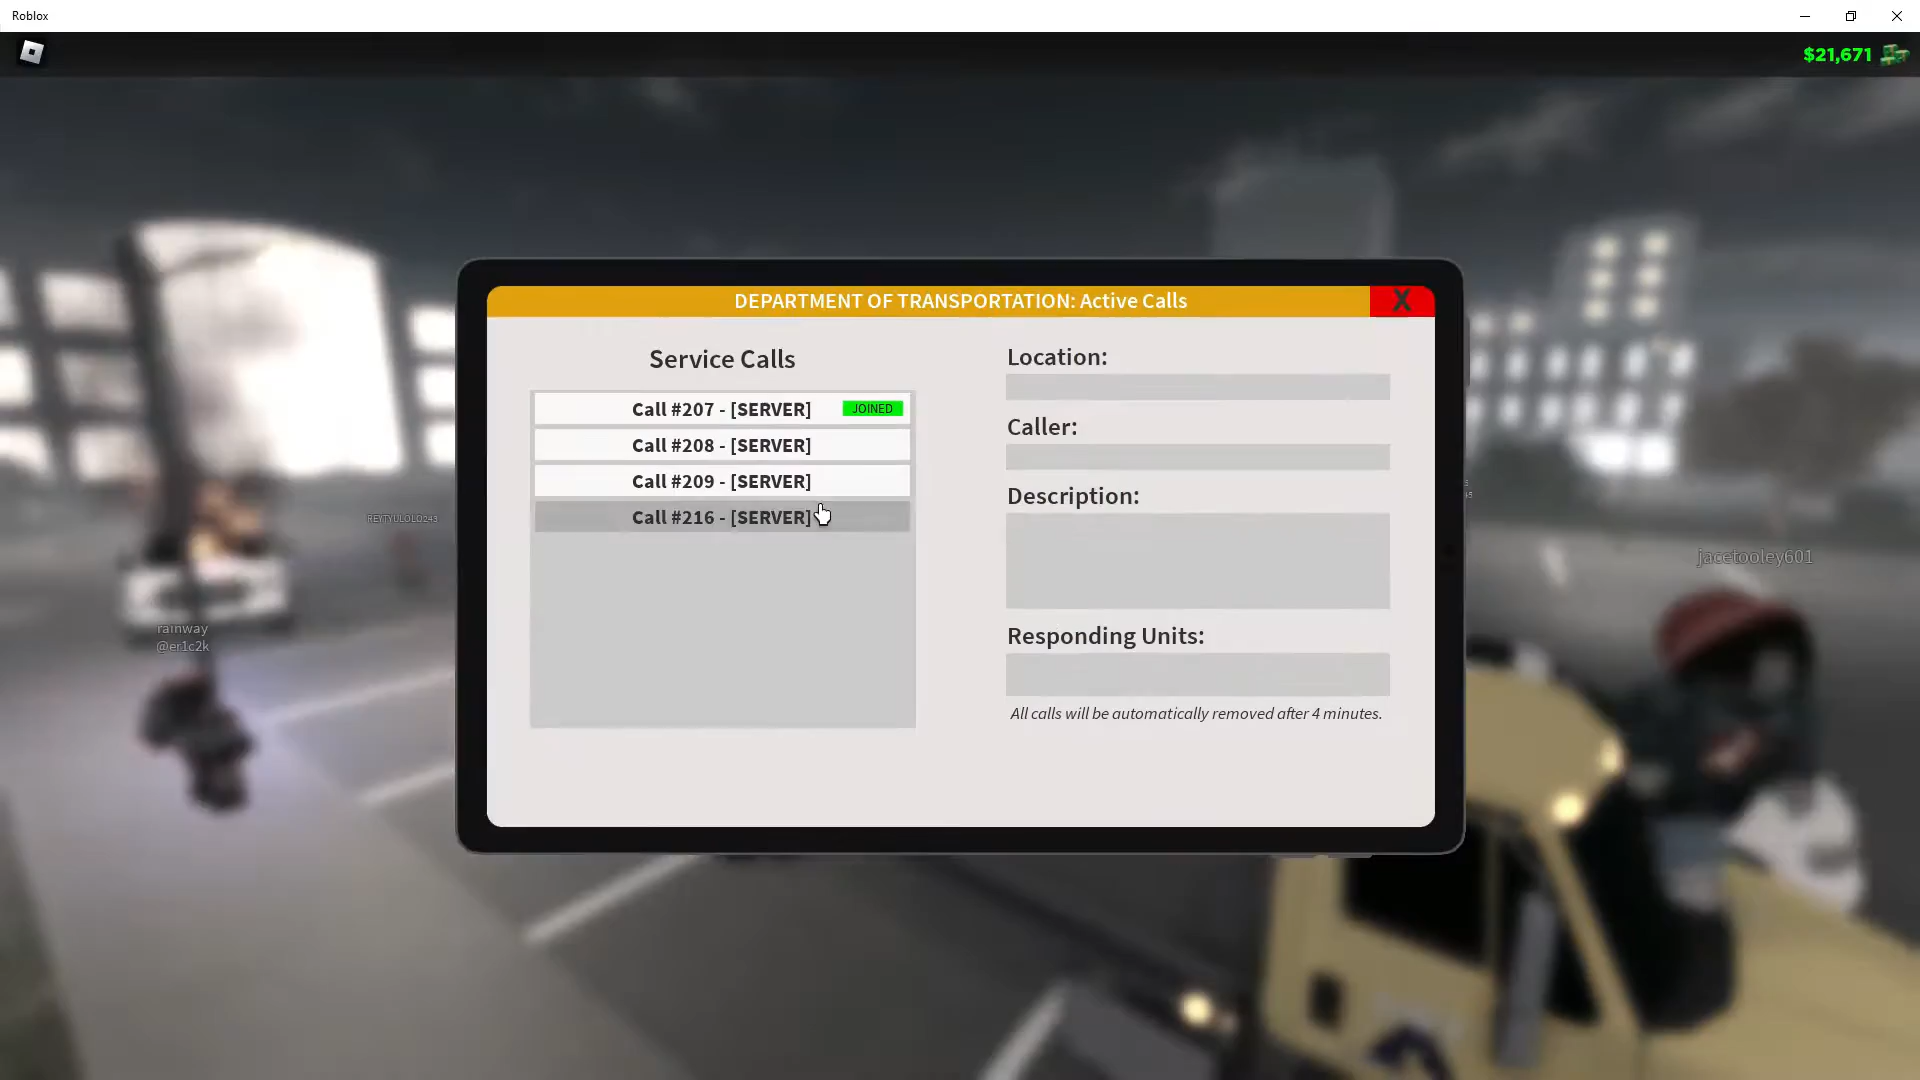 Roblox
$21,671
DEPARTMENT OF TRANSPORTATION: Active Calls
X
Service Calls
Call #207 - [SERVER]
JOINED
Call #208 - [SERVER]
Call #209 - [SERVER]
Call #216 - [SERVER]
Location:
Caller:
Description:
Responding Units:
All calls will be automatically removed after 4 minutes.
REYTYULOLO243
rainway
@er1c2k
jacetooley601